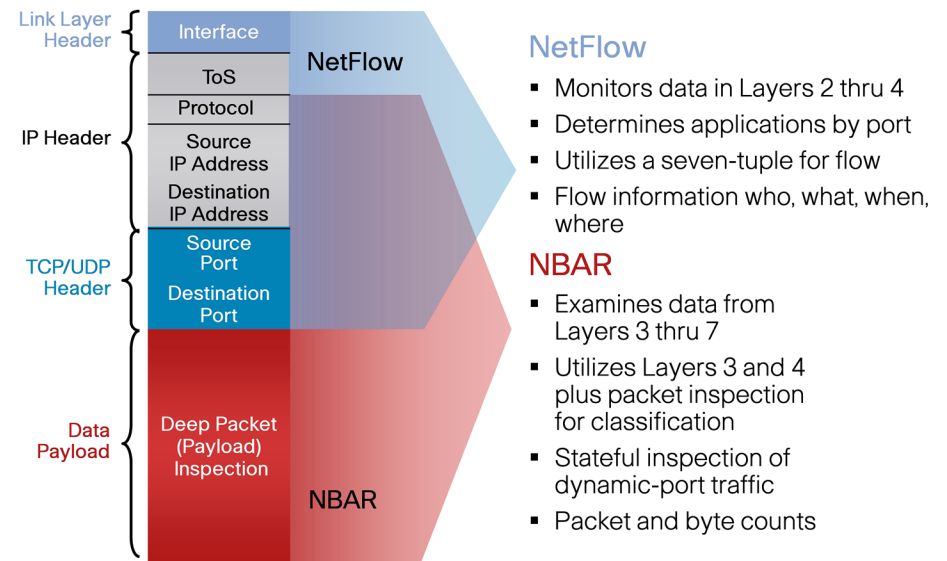 Link Layer
Header
IP Header
TCP/UDP
Header
Data
Payload
Interface
ToS
Protocol
Source
IP Address
Destination
IP Address
Source
Port
Destination
Port
Deep Packet
(Payload)
Inspection
NetFlow
NBAR
NetFlow
▪ Monitors data in Layers 2 thru 4
▪ Determines applications by port
▪ Utilizes a seven-tuple for flow
▪ Flow information who, what, when,
where
NBAR
▪ Examines data from
Layers 3 thru 7
▪ Utilizes Layers 3 and 4
plus packet inspection
for classification
▪ Stateful inspection of
dynamic-port traffic
▪ Packet and byte counts